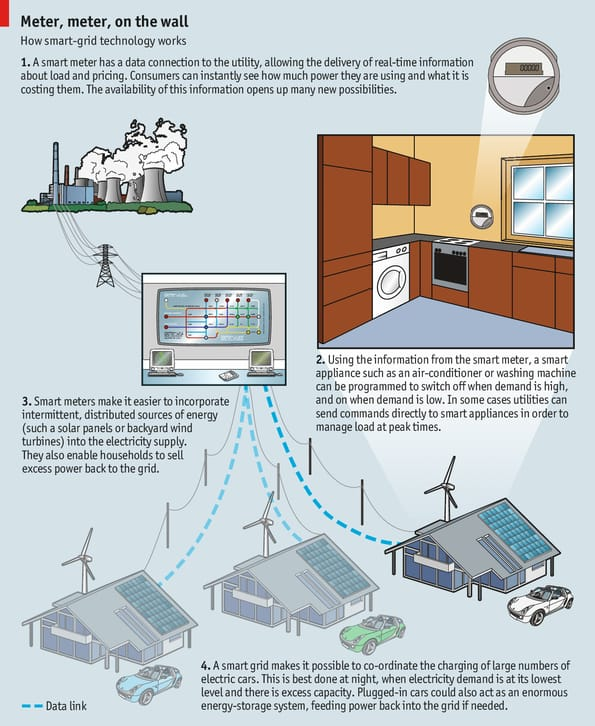 Meter, meter, on the wall
How smart-grid technology works
1. A smart meter has a data connection to the utility, allowing the delivery of real-time information
about load and pricing. Consumers can instantly see how much power they are using and what it is
costing them. The availability of this information opens up many new possibilities.
00000
2. Using the information from the smart meter, a smart
appliance such as an air-conditioner or washing machine
can be programmed to switch off when demand is high,
and on when demand is low. In some cases utilities can
send commands directly to smart appliances in order to
manage load at peak times.
3. Smart meters make it easier to incorporate
intermittent, distributed sources of energy
(such a solar panels or backyard wind
turbines) into the electricity supply.
They also enable households to sell
excess power back to the grid.
4. A smart grid makes it possible to co-ordinate the charging of large numbers of
electric cars. This is best done at night, when electricity demand is at its lowest
level and there is excess capacity. Plugged-in cars could also act as an enormous
energy-storage system, feeding power back into the grid if needed.
Data link